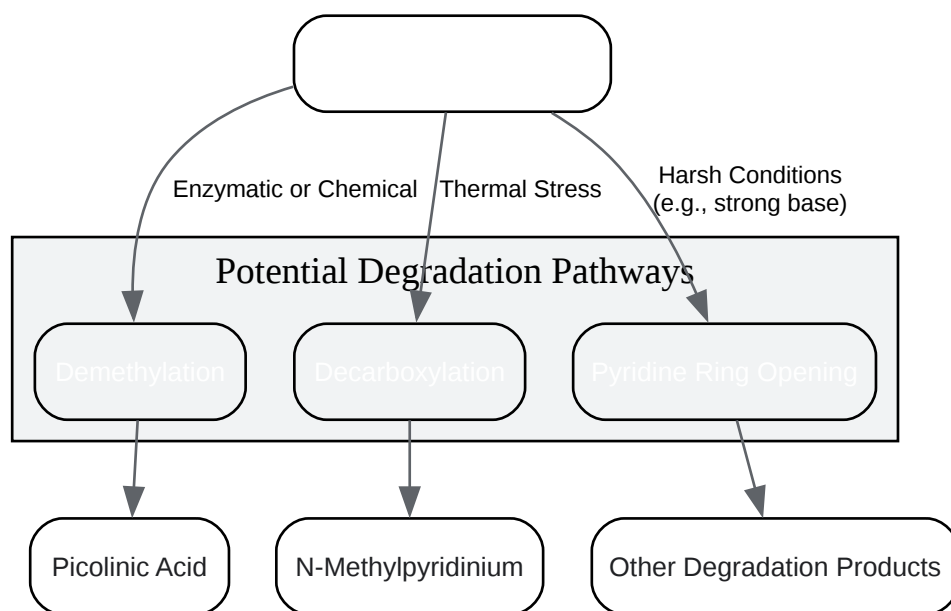 Enzymatic or Chemical
Thermal Stress
Harsh Conditions
(e.g., strong base)
Potential Degradation Pathways
Demethylation
Decarboxylation
Pyridine Ring Opening
Picolinic Acid
N-Methylpyridinium
Other Degradation Products